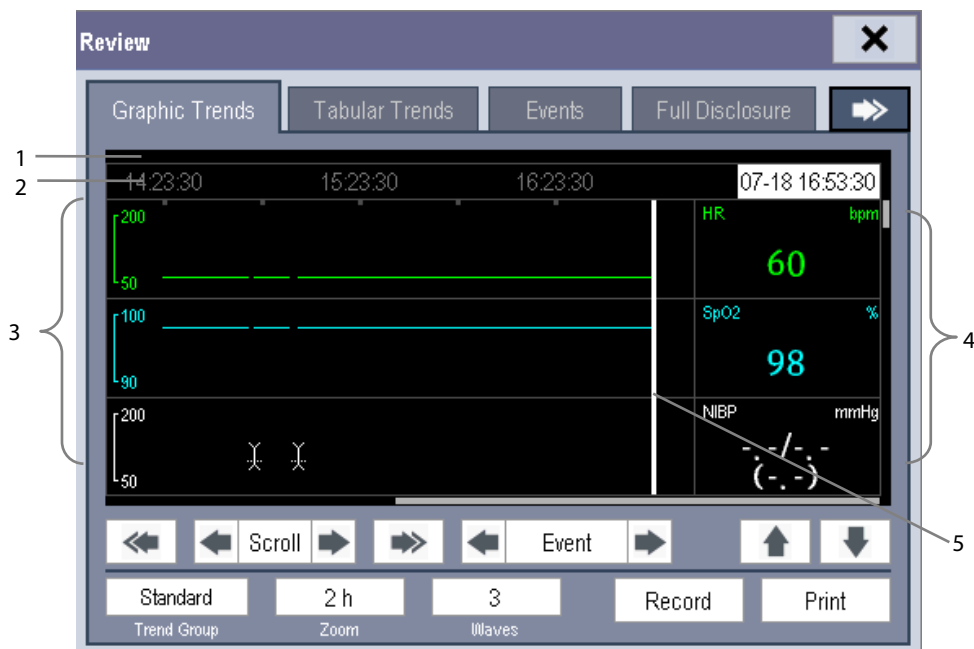 Review
Graphic Trends Tabular Trends Events Full Disclosure
1
2 14:23:30 15:23:30 16:23:30 07-18 16:53:30
200 HR bpm
60
50
3 100 SpO2 % 4
98
90
200 NIBP mmHg
-.-/-.-
(-.-)
50
Scroll Event 5
Standard 2 h 3 Record Print
Trend Group Zoom Waves